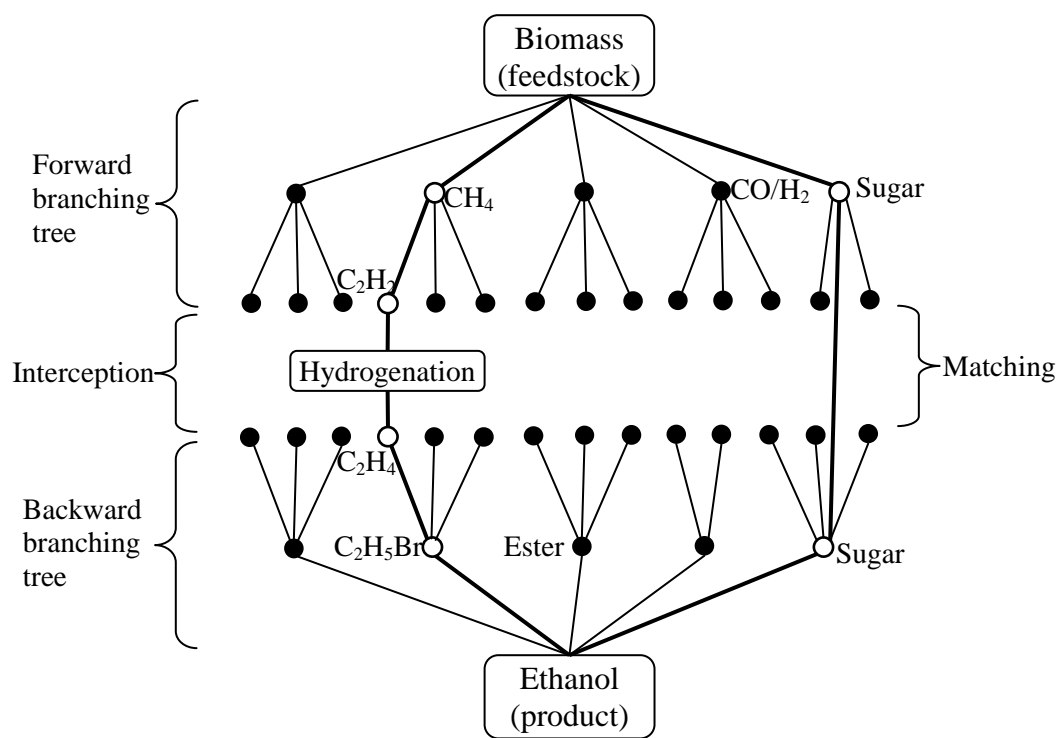 Biomass
(feedstock)
Forward
branching
tree
CH₄
CO/H₂
Sugar
C₂H₂
Interception
Hydrogenation
Matching
C₂H₄
Backward
branching
tree
C₂H₅Br
Ester
Sugar
Ethanol
(product)